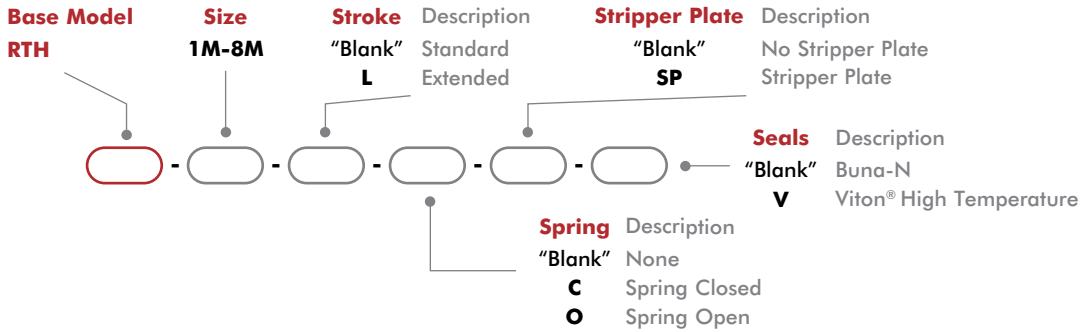 Base Model Size Stroke Description Stripper Plate Description
RTH 1M-8M “Blank” Standard “Blank” No Stripper Plate
L Extended SP Stripper Plate
- - - - -
Seals Description
“Blank” Buna-N
V Viton® High Temperature
Spring Description
“Blank” None
C Spring Closed
O Spring Open